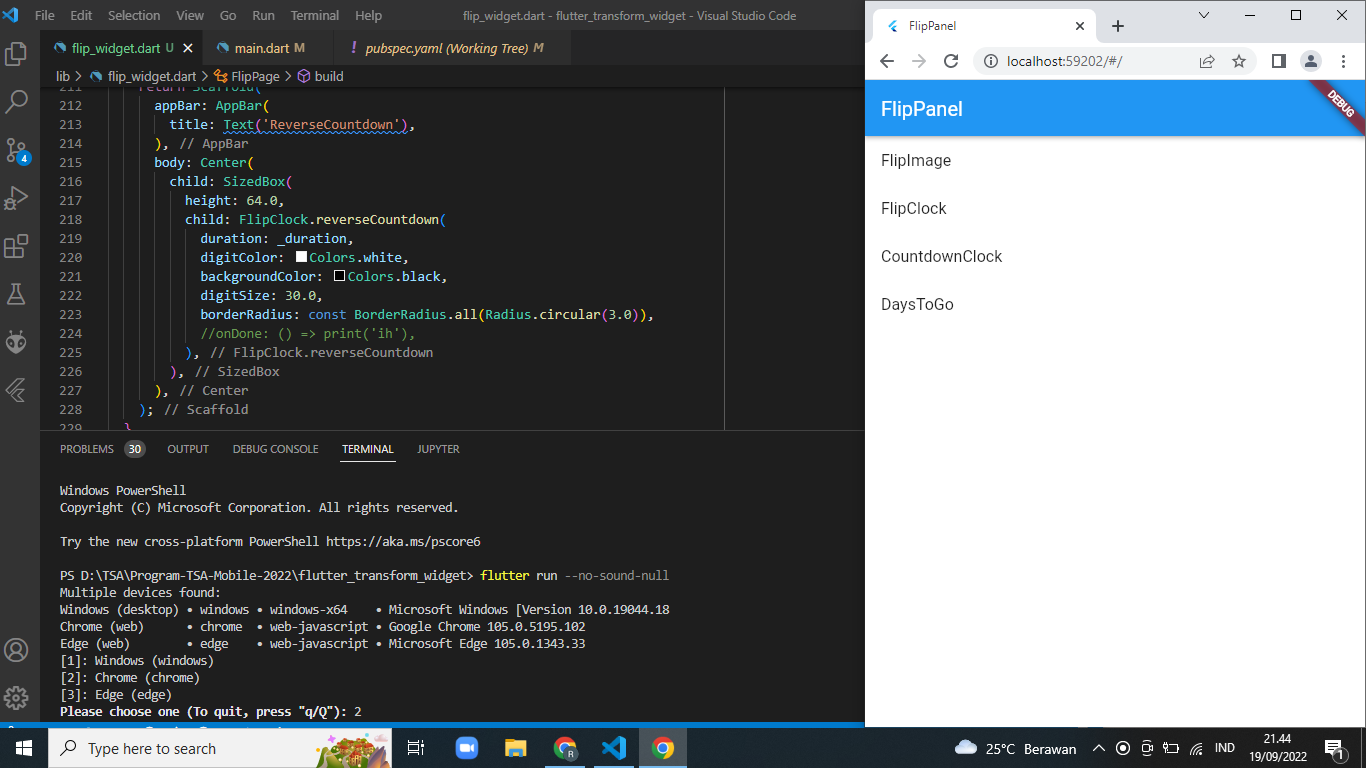 File Edit Selection View Go Run Terminal Help
flip_widget.dart - flutter_transform_widget - Visual Studio Code
flip_widget.dart U
main.dart M
! pubspec.yaml (Working Tree) M
lib > flip_widget.dart > FlipPage > build
211 return Scaffold(
212 appBar: AppBar(
213 title: Text('ReverseCountdown'),
214 ), // AppBar
215 body: Center(
216 child: SizedBox(
217 height: 64.0,
218 child: FlipClock.reverseCountdown(
219 duration: _duration,
220 digitColor: Colors.white,
221 backgroundColor: Colors.black,
222 digitSize: 30.0,
223 borderRadius: const BorderRadius.all(Radius.circular(3.0)),
224 //onDone: () => print('ih'),
225 ), // FlipClock.reverseCountdown
226 ), // SizedBox
227 ), // Center
228 ); // Scaffold
229 }
4
PROBLEMS 30 OUTPUT DEBUG CONSOLE TERMINAL JUPYTER
Windows PowerShell
Copyright (C) Microsoft Corporation. All rights reserved.
Try the new cross-platform PowerShell https://aka.ms/pscore6
PS D:\TSA\Program-TSA-Mobile-2022\flutter_transform_widget> flutter run --no-sound-null
Multiple devices found:
Windows (desktop) • windows • windows-x64 • Microsoft Windows [Version 10.0.19044.18
Chrome (web) • chrome • web-javascript • Google Chrome 105.0.5195.102
Edge (web) • edge • web-javascript • Microsoft Edge 105.0.1343.33
[1]: Windows (windows)
[2]: Chrome (chrome)
[3]: Edge (edge)
Please choose one (To quit, press "q/Q"): 2
FlipPanel
localhost:59202/#/
FlipPanel
DEBUG
FlipImage
FlipClock
CountdownClock
DaysToGo
Type here to search
R
25°C Berawan
IND
21.44
19/09/2022
1